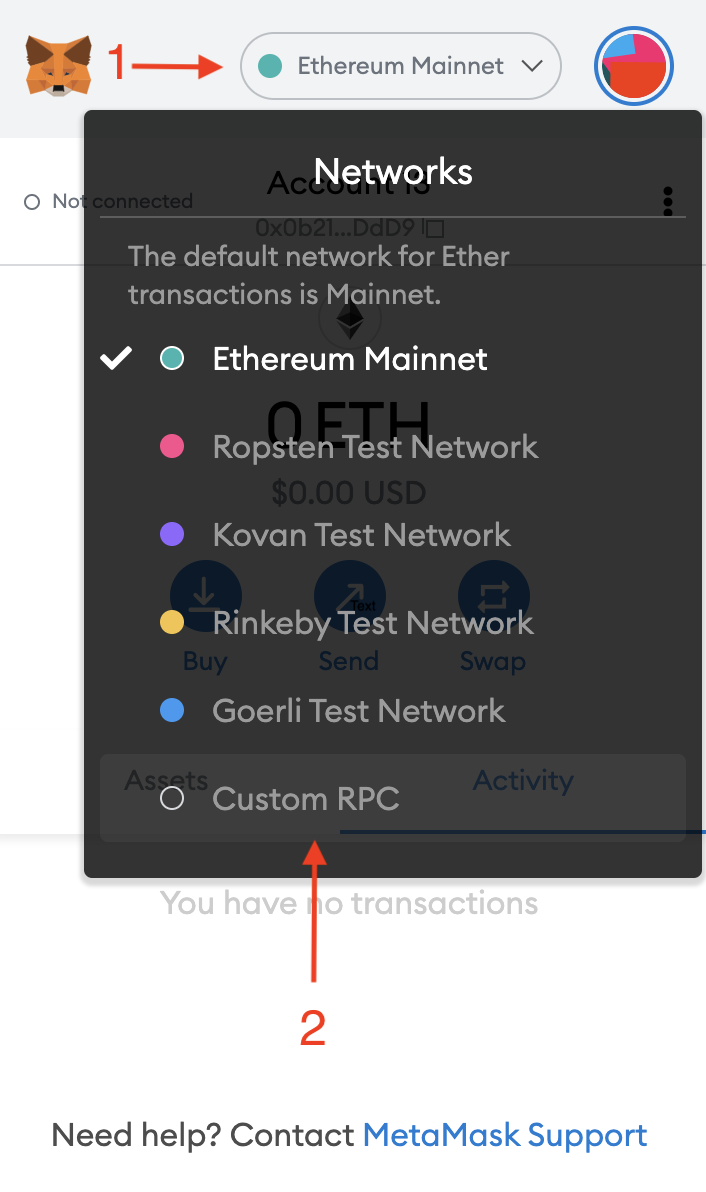 1
Ethereum Mainnet
Networks
Not connected
Account 13
0x0b21...DdD9
The default network for Ether
transactions is Mainnet.
Ethereum Mainnet
0 ETH
Ropsten Test Network
$0.00 USD
Kovan Test Network
Text
Rinkeby Test Network
Buy
Send
Swap
Goerli Test Network
Assets
Activity
Custom RPC
You have no transactions
2
Need help? Contact MetaMask Support